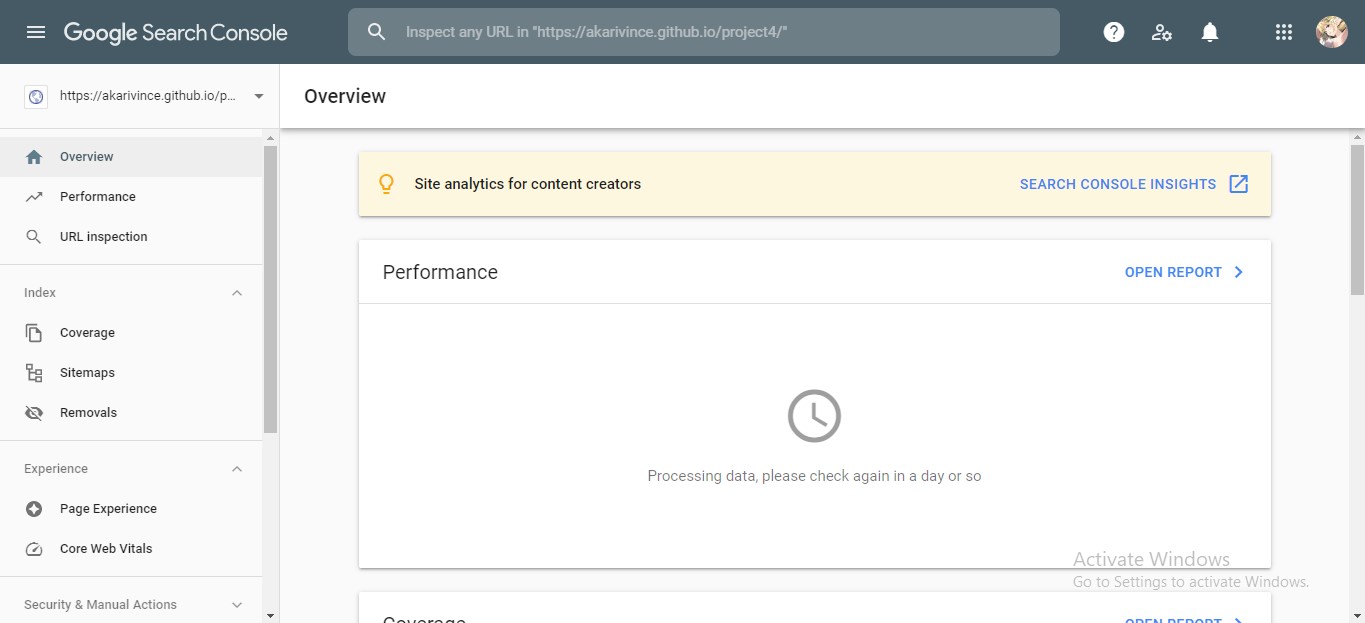 Google Search Console
Inspect any URL in "https://akarivince.github.io/project4/"
https://akarivince.github.io/p...
Overview
Overview
Performance
URL inspection
Index
Coverage
Sitemaps
Removals
Experience
Page Experience
Core Web Vitals
Security & Manual Actions
Site analytics for content creators
SEARCH CONSOLE INSIGHTS
Performance
OPEN REPORT
Processing data, please check again in a day or so
Activate Windows
Go to Settings to activate Windows.
Coverage
OPEN REPORT